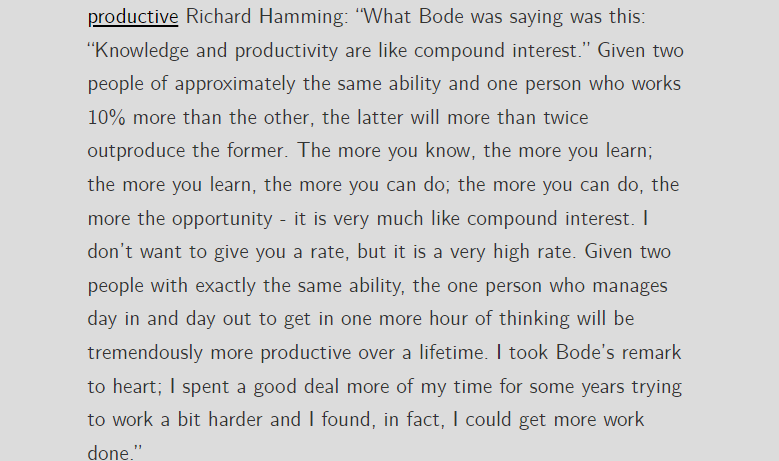 productive Richard Hamming: “What Bode was saying was this:
“Knowledge and productivity are like compound interest.” Given two
people of approximately the same ability and one person who works
10% more than the other, the latter will more than twice
outproduce the former. The more you know, the more you learn;
the more you learn, the more you can do; the more you can do, the
more the opportunity - it is very much like compound interest. I
don’t want to give you a rate, but it is a very high rate. Given two
people with exactly the same ability, the one person who manages
day in and day out to get in one more hour of thinking will be
tremendously more productive over a lifetime. I took Bode’s remark
to heart; I spent a good deal more of my time for some years trying
to work a bit harder and I found, in fact, I could get more work
done.”